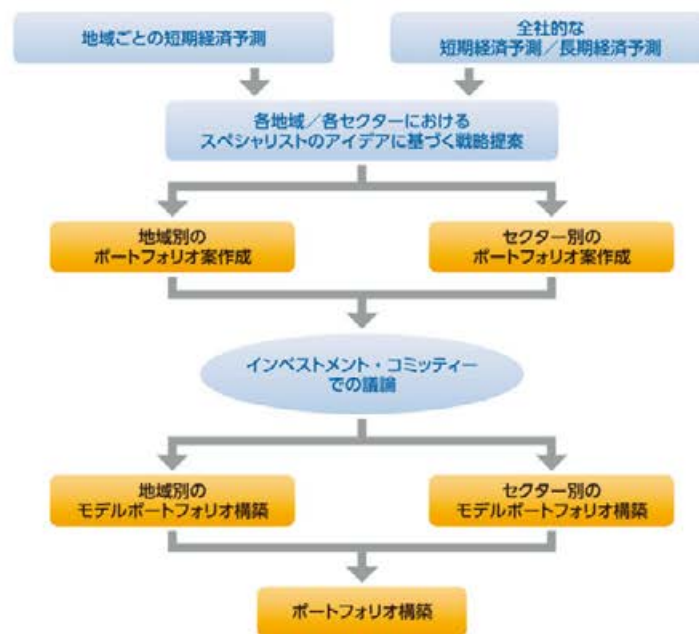 地域ごとの短期経済予測
全社的な
短期経済予測／長期経済予測
各地域／各セクターにおける
スペシャリストのアイデアに基づく戦略提案
地域別の
ポートフォリオ案作成
セクター別の
ポートフォリオ案作成
インベストメント・コミッティー
での議論
地域別の
モデルポートフォリオ構築
セクター別の
モデルポートフォリオ構築
ポートフォリオ構築